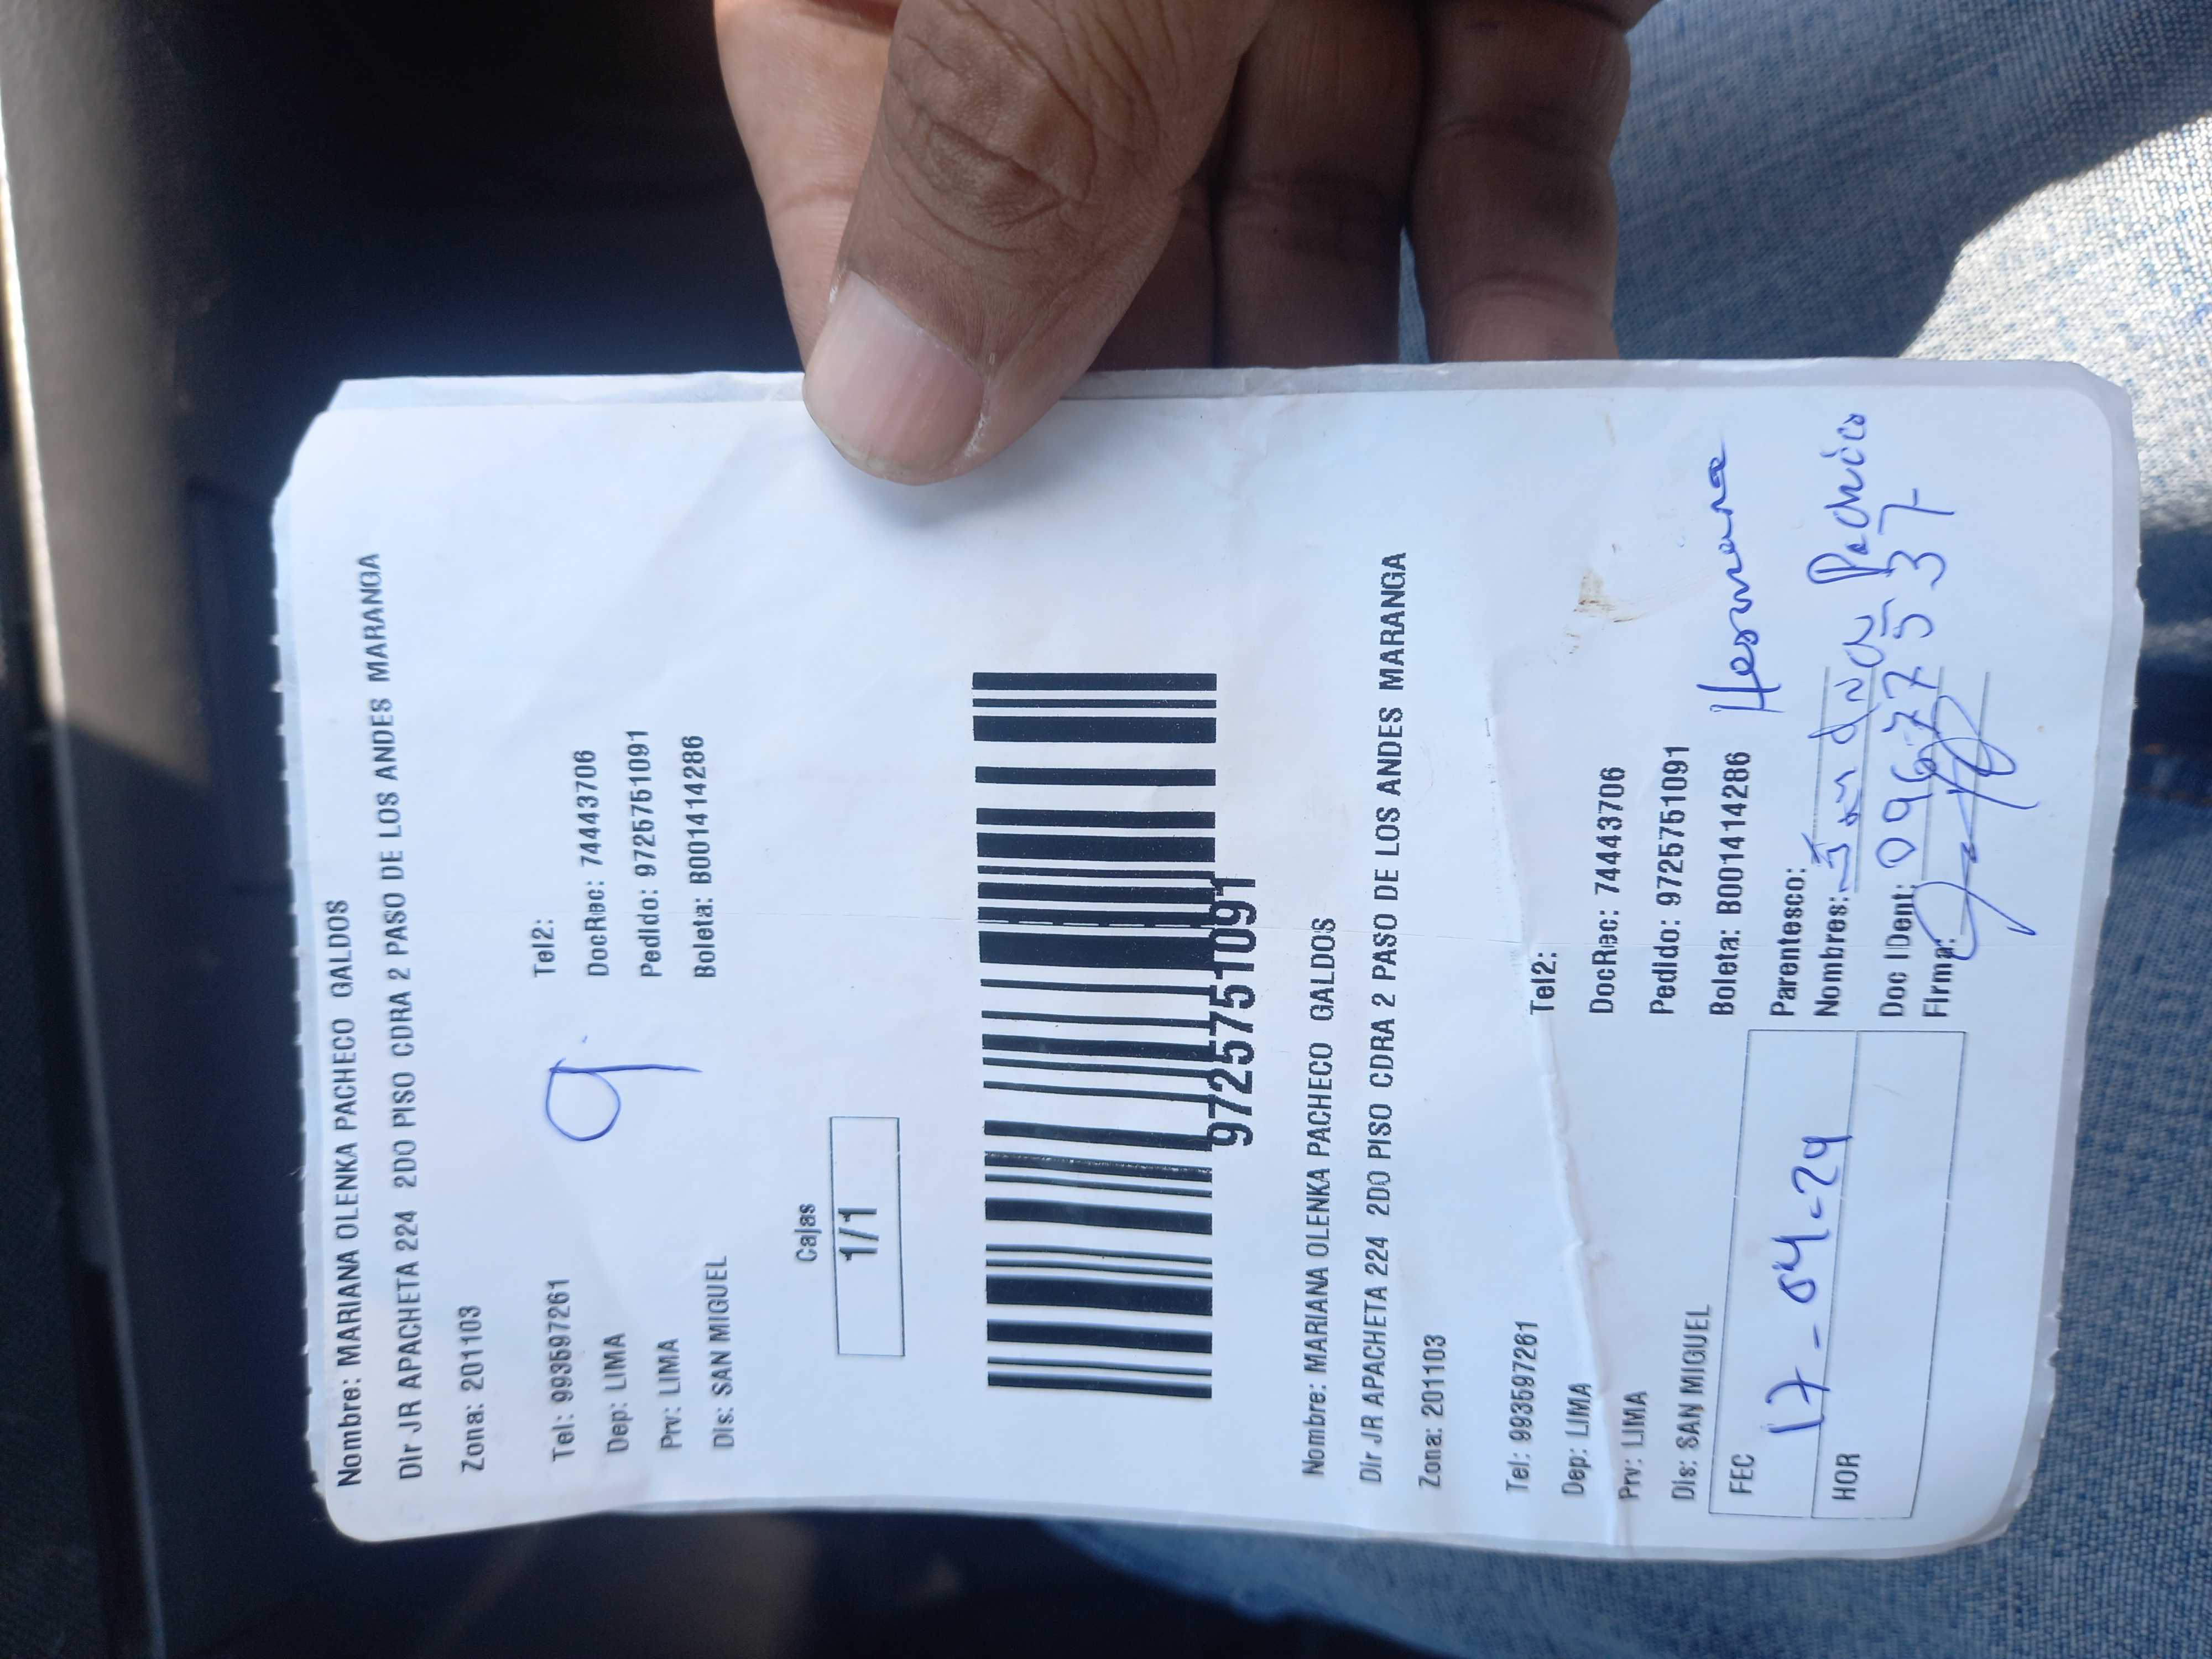 Nombre: MARIANA OLENKA PACHECO GALDOS
Dir JR APACHETA 224 2DO PISO CDRA 2 PASO DE LOS ANDES MARANGA
Zona: 201103
Tel: 993597261 Tel2:
Dep: LIMA DocRec: 74443706
Prv: LIMA Pedido: 9725751091
Dis: SAN MIGUEL Boleta: B001414286
9
Cajas
1/1
9725751091
Nombre: MARIANA OLENKA PACHECO GALDOS
Dir JR APACHETA 224 2DO PISO CDRA 2 PASO DE LOS ANDES MARANGA
Zona: 201103
Tel: 993597261 Tel2:
Dep: LIMA DocRec: 74443706
Prv: LIMA Pedido: 9725751091
Dis: SAN MIGUEL Boleta: B001414286
FEC 17-04-24 Parentesco: Hermana
Nombres:
HOR Doc IDent: 09677537
Firma: